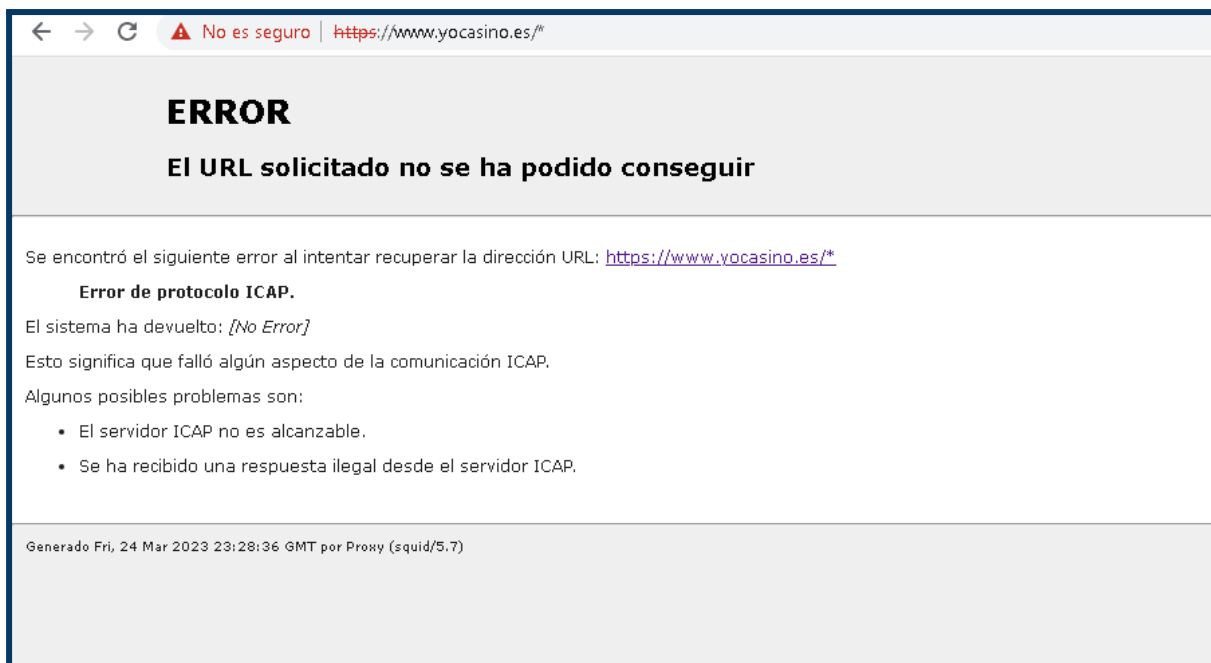 No es seguro | https://www.yocasino.es/*
ERROR
El URL solicitado no se ha podido conseguir
Se encontró el siguiente error al intentar recuperar la dirección URL: https://www.yocasino.es/*
Error de protocolo ICAP.
El sistema ha devuelto: [No Error]
Esto significa que falló algún aspecto de la comunicación ICAP.
Algunos posibles problemas son:
• El servidor ICAP no es alcanzable.
• Se ha recibido una respuesta ilegal desde el servidor ICAP.
Generado Fri, 24 Mar 2023 23:28:36 GMT por Proxy (squid/5.7)